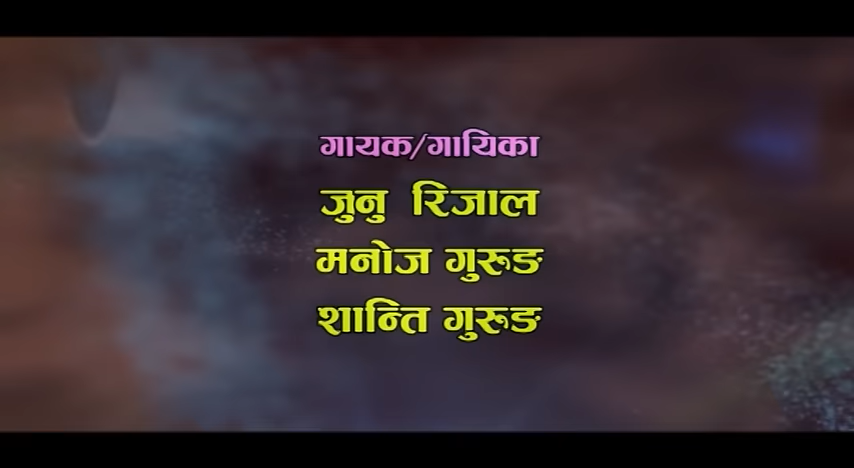 गायक/गायिका
जुनु रिजाल
मनोज गुरुङ
शान्ति गुरुङ